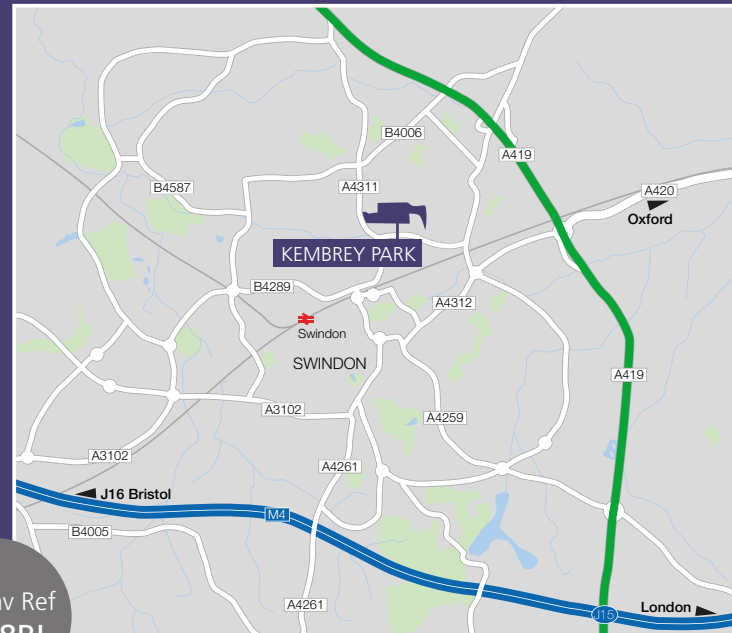 B4006
A419
B4587
A4311
A420
Oxford
KEMBREY PARK
B4289
A4312
Swindon
SWINDON
A419
A3102
A4259
A3102
A4261
J16 Bristol
M4
B4005
Ref
A4261
J15
London